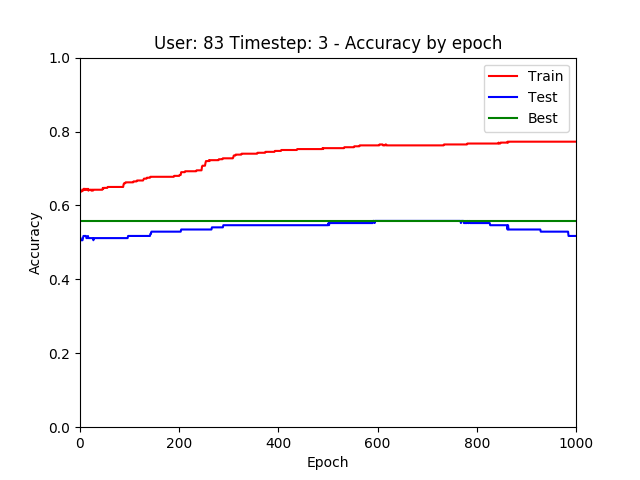 User: 83 Timestep: 3 - Accuracy by epoch
1.0
0.8
0.6
0.4
0.2
0.0
Accuracy
Train
Test
Best
0 200 400 600 800 1000
Epoch